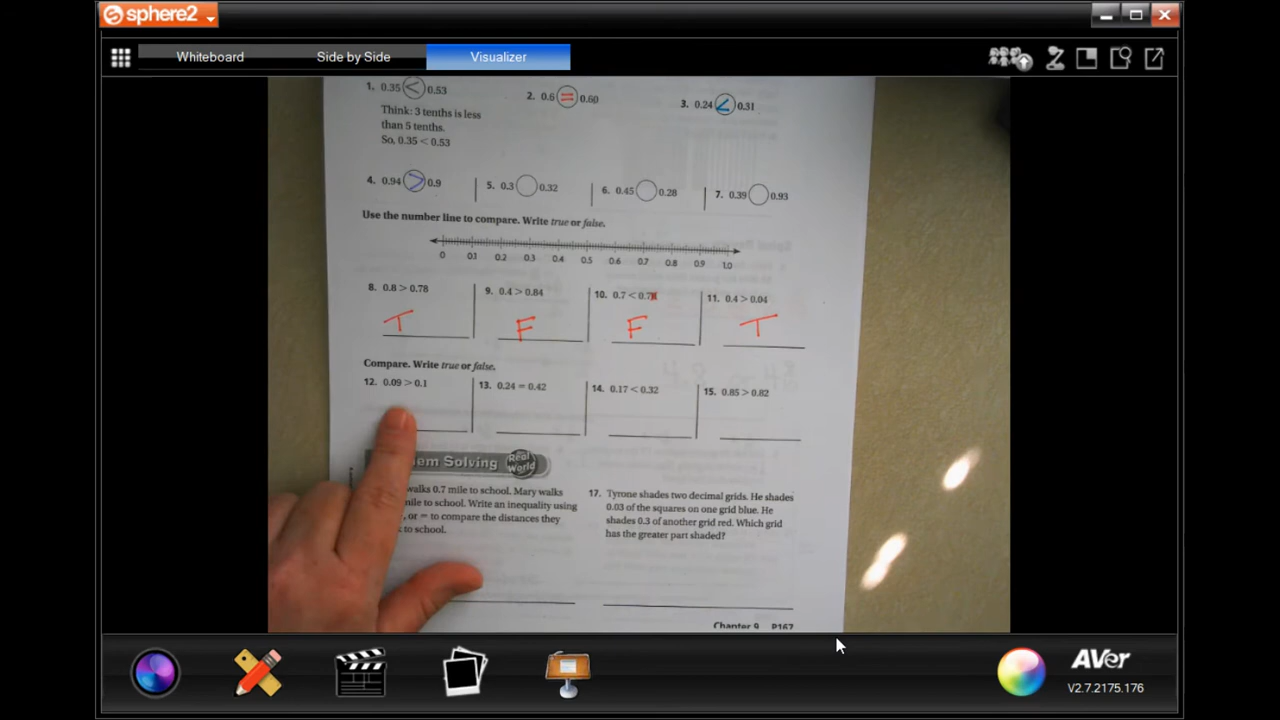 sphere2
Whiteboard Side by Side Visualizer
1. 0.35 < 0.53 2. 0.6 = 0.60 3. 0.24 < 0.31
Think: 3 tenths is less
than 5 tenths.
So, 0.35 < 0.53
4. 0.94 > 0.9 5. 0.3 0.32 6. 0.45 0.28 7. 0.39 0.93
Use the number line to compare. Write true or false.
0 0.1 0.2 0.3 0.4 0.5 0.6 0.7 0.8 0.9 1.0
8. 0.8 > 0.78 9. 0.4 > 0.84 10. 0.7 < 0.7 11. 0.4 > 0.04
T F F T
Compare. Write true or false.
12. 0.09 > 0.1 13. 0.24 = 0.42 14. 0.17 < 0.32 15. 0.85 > 0.82
Solving Real World
walks 0.7 mile to school. Mary walks
mile to school. Write an inequality using
, or = to compare the distances they
to school.
17. Tyrone shades two decimal grids. He shades
0.03 of the squares on one grid blue. He
shades 0.3 of another grid red. Which grid
has the greater part shaded?
Chapter 9 P167
AVer
V2.7.2175.176